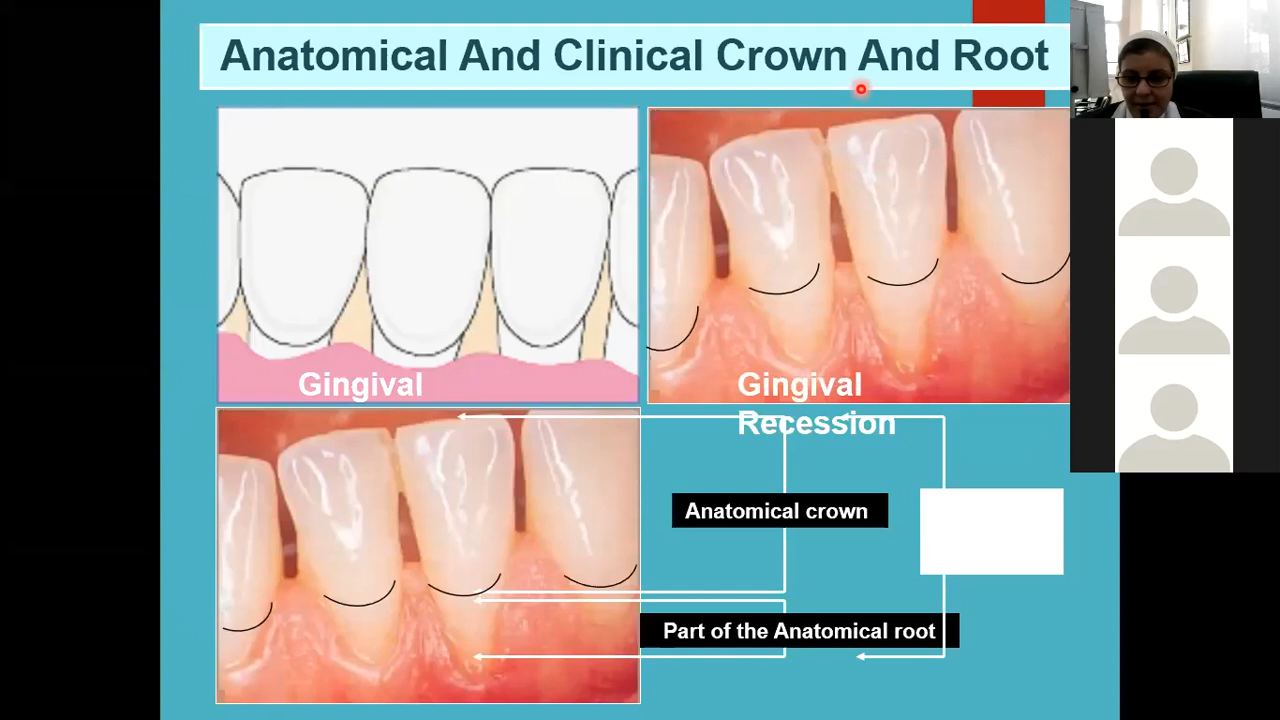 Anatomical And Clinical Crown And Root
Gingival
Gingival
Recession
Anatomical crown
Part of the Anatomical root